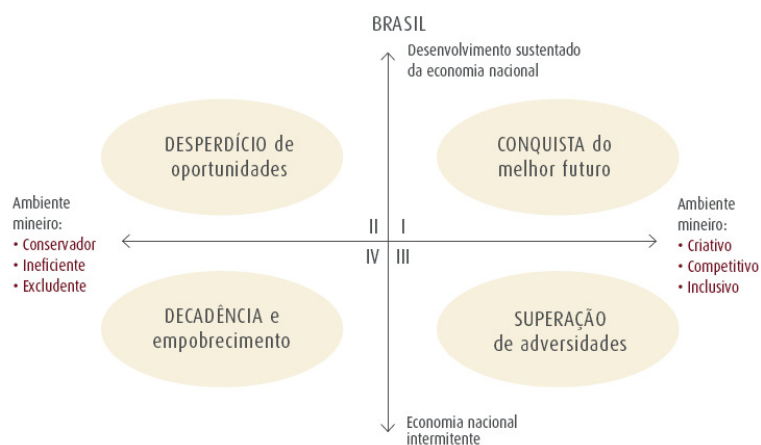 BRASIL
Desenvolvimento sustentado
da economia nacional
DESPERDÍCIO de
oportunidades
CONQUISTA do
melhor futuro
Ambiente
mineiro:
• Conservador
• Ineficiente
• Excludente
II
I
IV
III
Ambiente
mineiro:
• Criativo
• Competitivo
• Inclusivo
DECADÊNCIA e
empobrecimento
SUPERAÇÃO
de adversidades
Economia nacional
intermitente